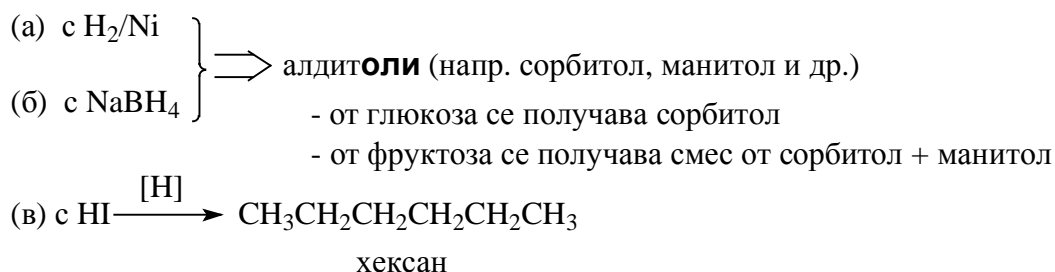 (а) с H₂/Ni
(б) с NaBH₄
алдитоли (напр. сорбитол, манитол и др.)
- от глюкоза се получава сорбитол
- от фруктоза се получава смес от сорбитол + манитол
[H]
(в) с HI → CH₃CH₂CH₂CH₂CH₂CH₃
хексан